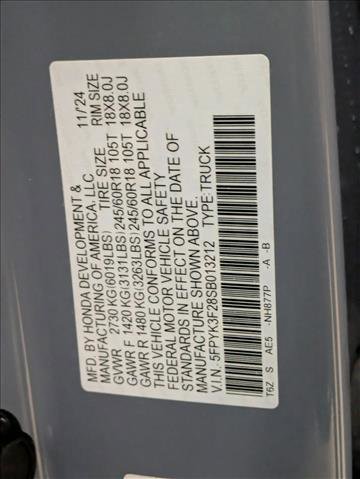 MFD. BY HONDA DEVELOPMENT & 11/'24
MANUFACTURING OF AMERICA, LLC
TIRE SIZE RIM SIZE
GVWR 2730 KG(6019LBS)
GAWR F 1420 KG(3131LBS) 245/60R18 105T 18X8.0J
GAWR R 1480 KG(3263LBS) 245/60R18 105T 18X8.0J
THIS VEHICLE CONFORMS TO ALL APPLICABLE
FEDERAL MOTOR VEHICLE SAFETY
STANDARDS IN EFFECT ON THE DATE OF
MANUFACTURE SHOWN ABOVE.
V.I.N.: 5FPYK3F28SB013212 TYPE:TRUCK
T6Z S AE5 -NH877P -A -B